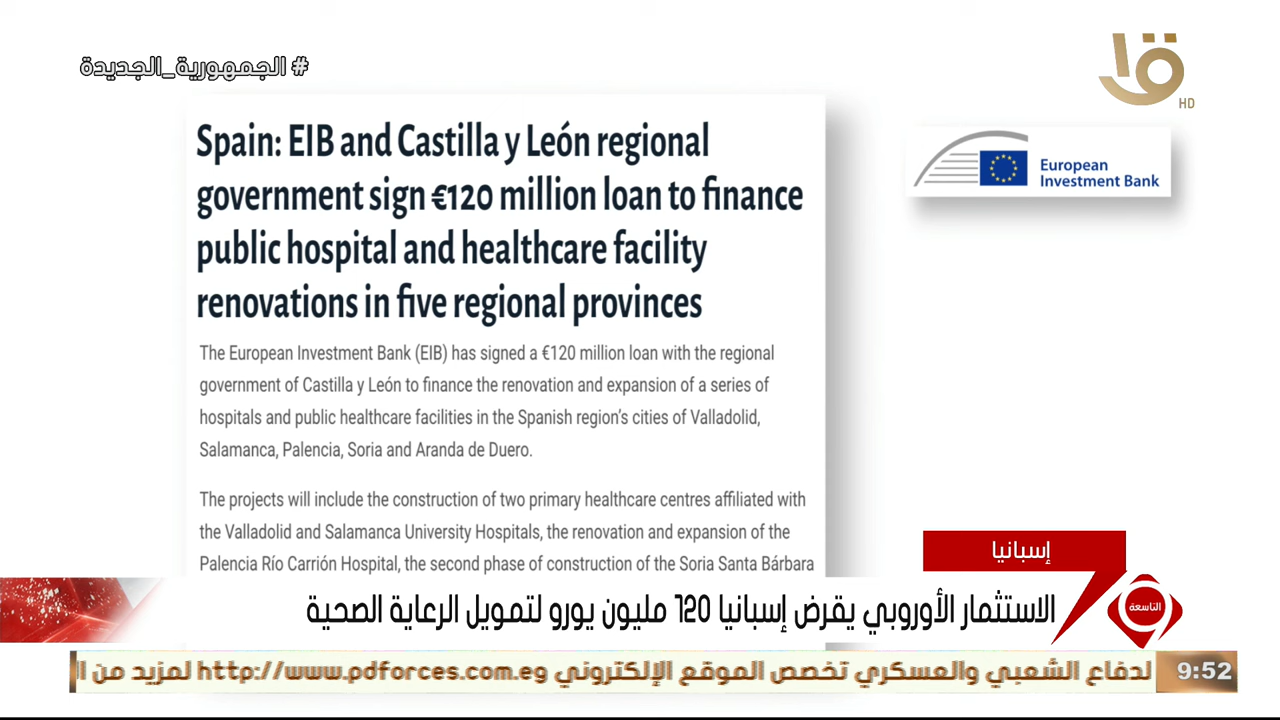 # الجمهورية_الجديدة
HD
Spain: EIB and Castilla y León regional
government sign €120 million loan to finance
public hospital and healthcare facility
renovations in five regional provinces
European
Investment Bank
The European Investment Bank (EIB) has signed a €120 million loan with the regional
government of Castilla y León to finance the renovation and expansion of a series of
hospitals and public healthcare facilities in the Spanish region's cities of Valladolid,
Salamanca, Palencia, Soria and Aranda de Duero.
The projects will include the construction of two primary healthcare centres affiliated with
the Valladolid and Salamanca University Hospitals, the renovation and expansion of the
Palencia Río Carrión Hospital, the second phase of construction of the Soria Santa Bárbara
إسبانيا
التاسعة
الاستثمار الأوروبي يقرض إسبانيا 120 مليون يورو لتمويل الرعاية الصحية
9:52
لدفاع الشعبي والعسكري تخصص الموقع الإلكتروني http://www.pdforces.com.eg لمزيد من ال